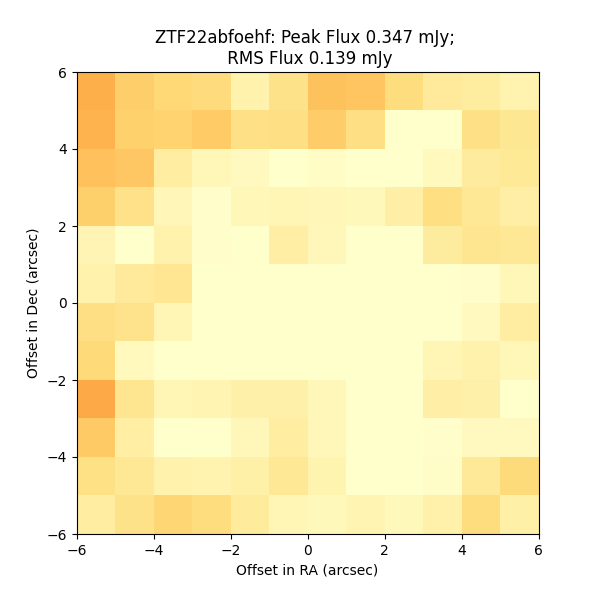 ZTF22abfoehf: Peak Flux 0.347 mJy;
RMS Flux 0.139 mJy
6
4
2
0
−2
−4
−6
Offset in Dec (arcsec)
−6 −4 −2 0 2 4 6
Offset in RA (arcsec)